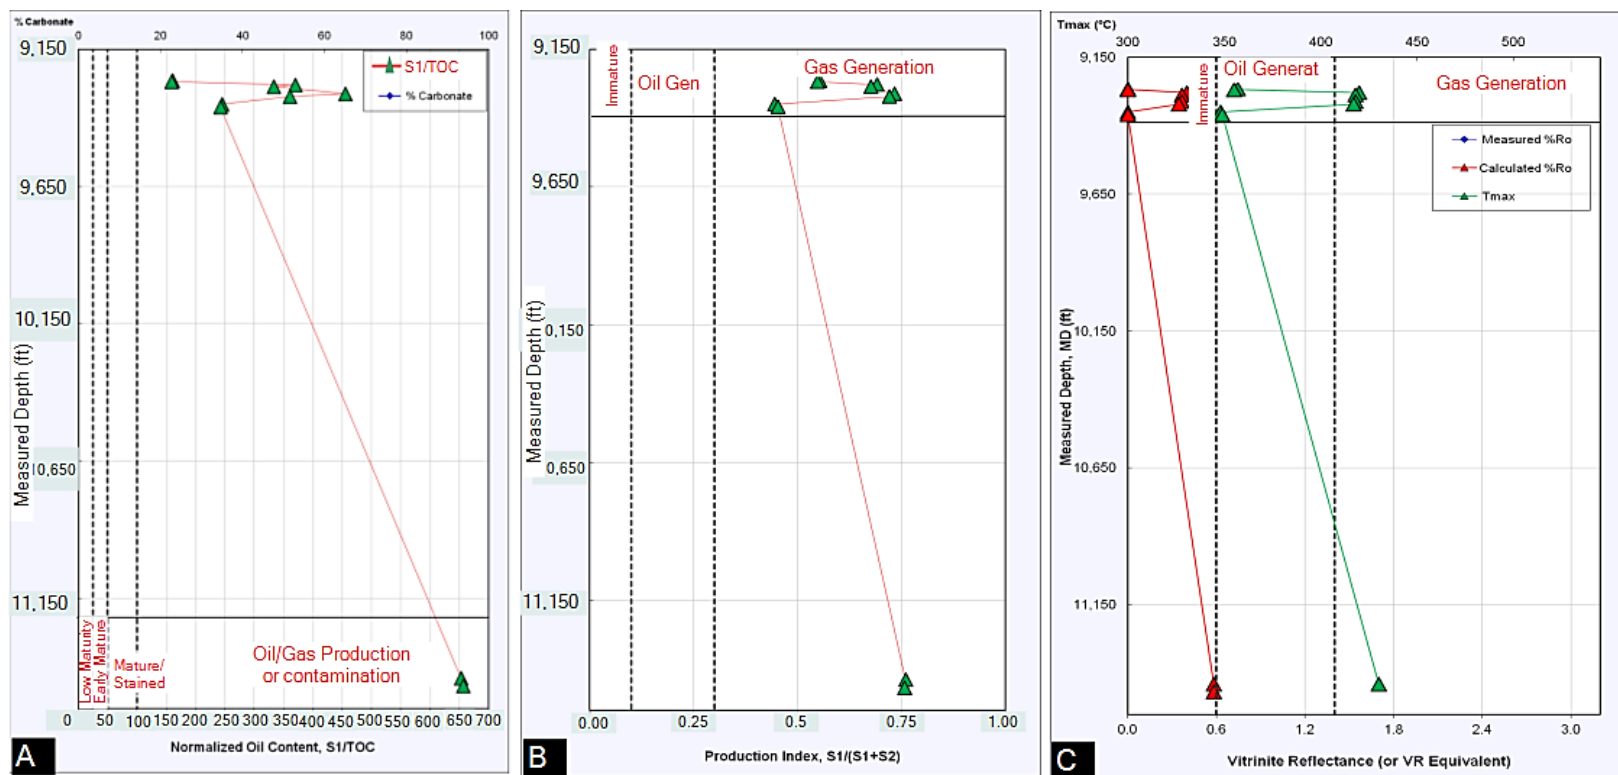 % Carbonate
0 20 40 60 80 100
9,150
S1/TOC
% Carbonate
9,650
10,150
10,650
11,150
Measured Depth (ft)
Low Maturity
Early Mature
Mature/
Stained
Oil/Gas Production
or contamination
0 50 100 150 200 250 350 450 550 650 700
Normalized Oil Content, S1/TOC
A
9,150
Immature
Oil Gen
Gas Generation
9,650
0,150
0,650
11,150
Measured Depth (ft)
0.00 0.25 0.5 0.75 1.00
Production Index, S1/(S1+S2)
B
Tmax (°C)
300 350 400 450 500
9,150
Immature
Oil Generat
Gas Generation
Measured %Ro
Calculated %Ro
Tmax
9,650
10,150
10,650
11,150
Measured Depth, MD (ft)
0.0 0.6 1.2 1.8 2.4 3.0
Vitrinite Reflectance (or VR Equivalent)
C